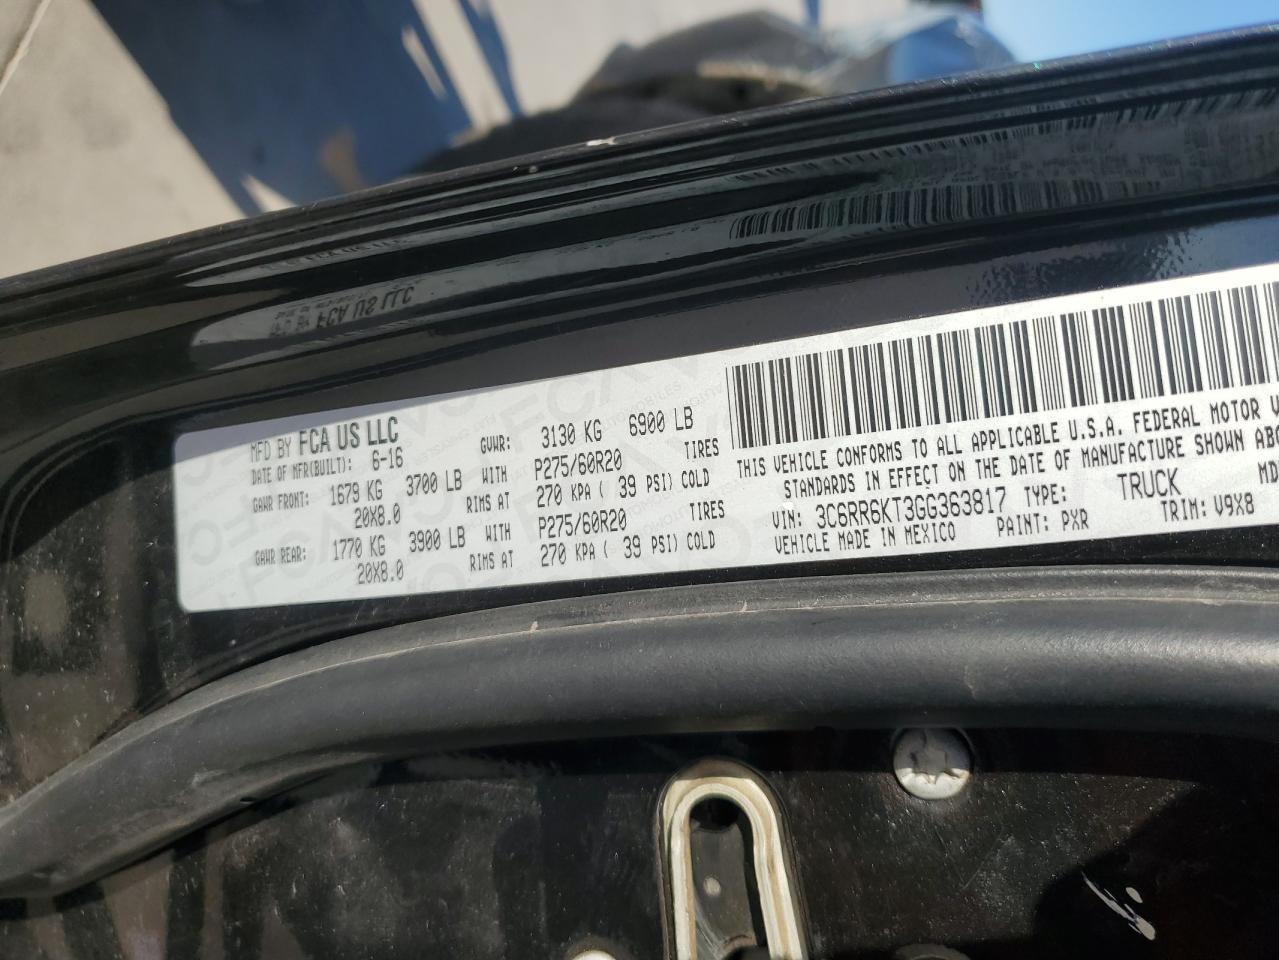 MFD BY FCA US LLC
DATE OF MFR(BUILT): 6-16 GVWR: 3130 KG 6900 LB
GAWR FRONT: 1679 KG 3700 LB WITH P275/60R20 TIRES
20X8.0 RIMS AT 270 KPA ( 39 PSI) COLD
GAWR REAR: 1770 KG 3900 LB WITH P275/60R20 TIRES
20X8.0 RIMS AT 270 KPA ( 39 PSI) COLD
THIS VEHICLE CONFORMS TO ALL APPLICABLE U.S.A. FEDERAL MOTOR V
STANDARDS IN EFFECT ON THE DATE OF MANUFACTURE SHOWN ABO
VIN: 3C6RR6KT3GG363817 TYPE: TRUCK MD
VEHICLE MADE IN MEXICO PAINT: PXR TRIM: V9X8